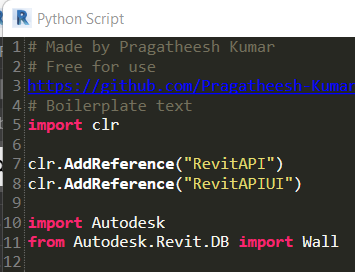 R Python Script
1 # Made by Pragatheesh Kumar
2 # Free for use
3 https://github.com/Pragatheesh-Kumar
4 # Boilerplate text
5 import clr
6
7 clr.AddReference("RevitAPI")
8 clr.AddReference("RevitAPIUI")
9
10 import Autodesk
11 from Autodesk.Revit.DB import Wall
12